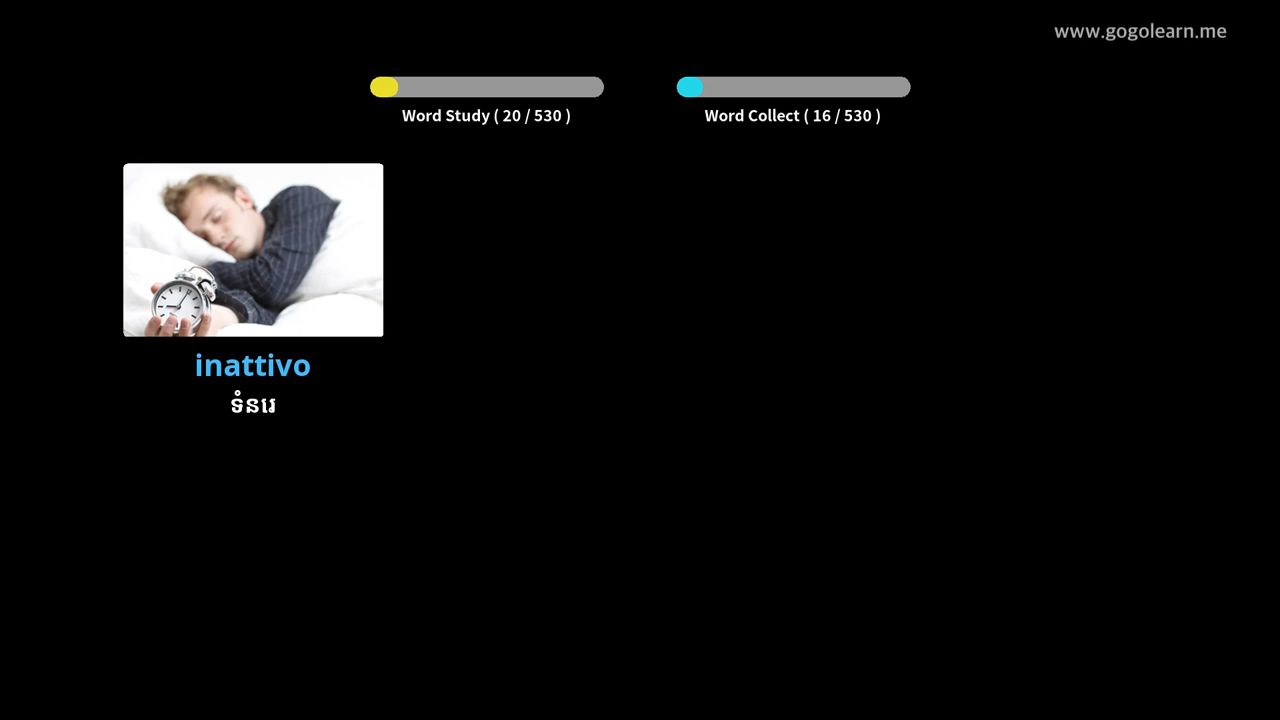 www.gogolearn.me
Word Study ( 20 / 530 )
Word Collect ( 16 / 530 )
inattivo
ទំនរេ